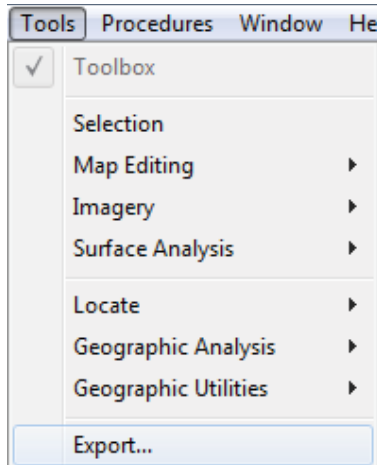 Tools Procedures Window He
Toolbox
Selection
Map Editing
Imagery
Surface Analysis
Locate
Geographic Analysis
Geographic Utilities
Export...